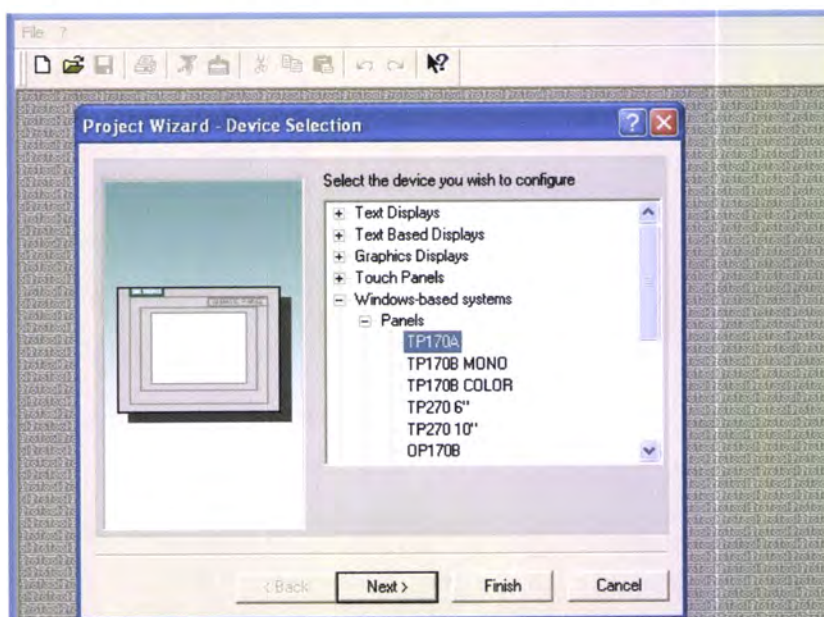 File ?
Project Wizard - Device Selection
Select the device you wish to configure
Text Displays
Text Based Displays
Graphics Displays
Touch Panels
Windows-based systems
Panels
TP170A
TP170B MONO
TP170B COLOR
TP270 6"
TP270 10"
OP170B
< Back
Next >
Finish
Cancel